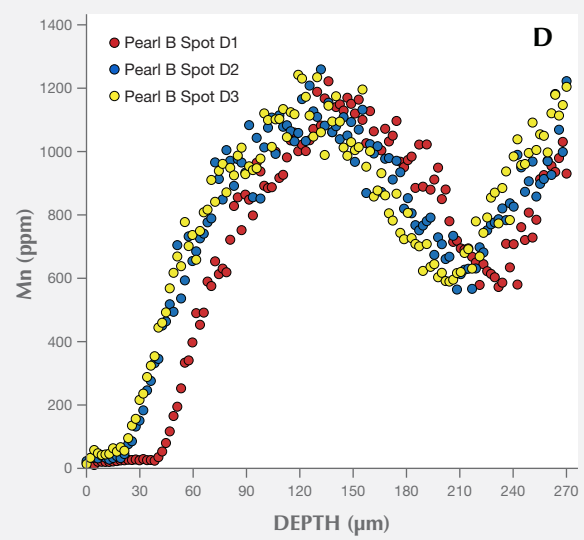 1400
D
Pearl B Spot D1
Pearl B Spot D2
Pearl B Spot D3
1200
1000
800
600
400
200
0
Mn (ppm)
0 30 60 90 120 150 180 210 240 270
DEPTH (µm)